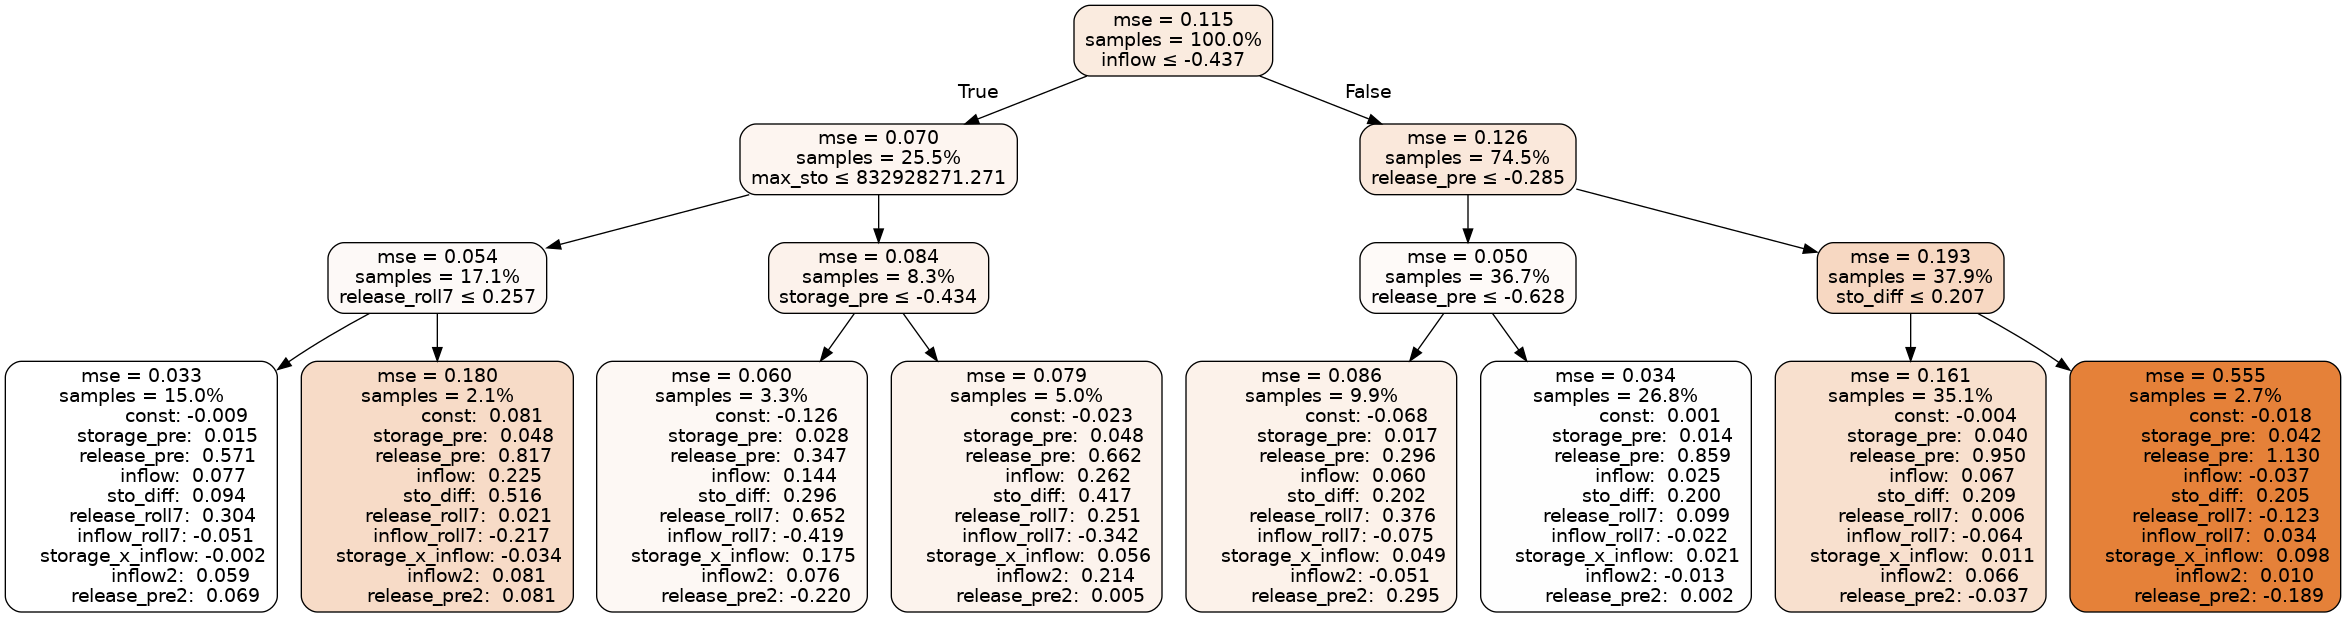 mse = 0.115
samples = 100.0%
inflow ≤ -0.437
True
False
mse = 0.070
samples = 25.5%
max_sto ≤ 832928271.271
mse = 0.126
samples = 74.5%
release_pre ≤ -0.285
mse = 0.054
samples = 17.1%
release_roll7 ≤ 0.257
mse = 0.084
samples = 8.3%
storage_pre ≤ -0.434
mse = 0.050
samples = 36.7%
release_pre ≤ -0.628
mse = 0.193
samples = 37.9%
sto_diff ≤ 0.207
mse = 0.033
samples = 15.0%
const: -0.009
storage_pre: 0.015
release_pre: 0.571
inflow: 0.077
sto_diff: 0.094
release_roll7: 0.304
inflow_roll7: -0.051
storage_x_inflow: -0.002
inflow2: 0.059
release_pre2: 0.069
mse = 0.180
samples = 2.1%
const: 0.081
storage_pre: 0.048
release_pre: 0.817
inflow: 0.225
sto_diff: 0.516
release_roll7: 0.021
inflow_roll7: -0.217
storage_x_inflow: -0.034
inflow2: 0.081
release_pre2: 0.081
mse = 0.060
samples = 3.3%
const: -0.126
storage_pre: 0.028
release_pre: 0.347
inflow: 0.144
sto_diff: 0.296
release_roll7: 0.652
inflow_roll7: -0.419
storage_x_inflow: 0.175
inflow2: 0.076
release_pre2: -0.220
mse = 0.079
samples = 5.0%
const: -0.023
storage_pre: 0.048
release_pre: 0.662
inflow: 0.262
sto_diff: 0.417
release_roll7: 0.251
inflow_roll7: -0.342
storage_x_inflow: 0.056
inflow2: 0.214
release_pre2: 0.005
mse = 0.086
samples = 9.9%
const: -0.068
storage_pre: 0.017
release_pre: 0.296
inflow: 0.060
sto_diff: 0.202
release_roll7: 0.376
inflow_roll7: -0.075
storage_x_inflow: 0.049
inflow2: -0.051
release_pre2: 0.295
mse = 0.034
samples = 26.8%
const: 0.001
storage_pre: 0.014
release_pre: 0.859
inflow: 0.025
sto_diff: 0.200
release_roll7: 0.099
inflow_roll7: -0.022
storage_x_inflow: 0.021
inflow2: -0.013
release_pre2: 0.002
mse = 0.161
samples = 35.1%
const: -0.004
storage_pre: 0.040
release_pre: 0.950
inflow: 0.067
sto_diff: 0.209
release_roll7: 0.006
inflow_roll7: -0.064
storage_x_inflow: 0.011
inflow2: 0.066
release_pre2: -0.037
mse = 0.555
samples = 2.7%
const: -0.018
storage_pre: 0.042
release_pre: 1.130
inflow: -0.037
sto_diff: 0.205
release_roll7: -0.123
inflow_roll7: 0.034
storage_x_inflow: 0.098
inflow2: 0.010
release_pre2: -0.189